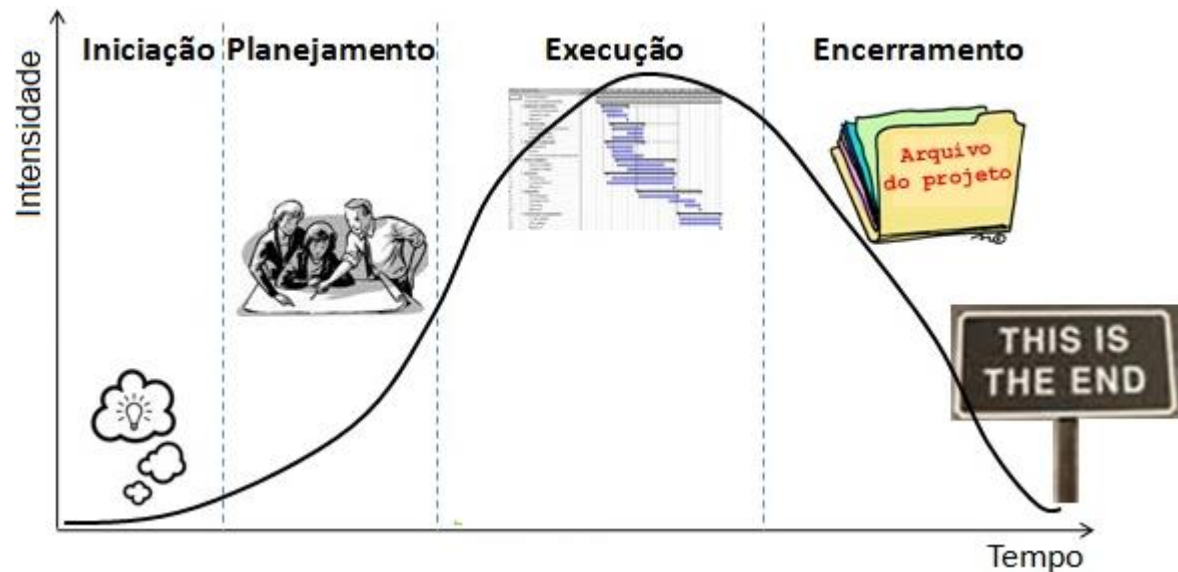 Iniciação
Planejamento
Execução
Encerramento
Intensidade
Arquivo
do projeto
THIS IS
THE END
Tempo